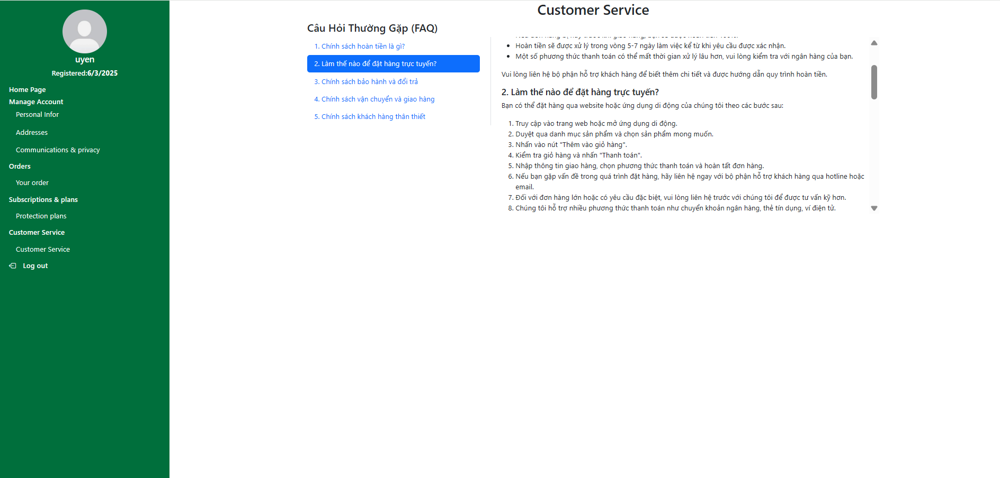 uyen
Registered:6/3/2025
Home Page
Manage Account
Personal Infor
Addresses
Communications & privacy
Orders
Your order
Subscriptions & plans
Protection plans
Customer Service
Customer Service
Log out
Customer Service
Câu Hỏi Thường Gặp (FAQ)
1. Chính sách hoàn tiền là gì?
2. Làm thế nào để đặt hàng trực tuyến?
3. Chính sách bảo hành và đổi trả
4. Chính sách vận chuyển và giao hàng
5. Chính sách khách hàng thân thiết
Hoàn tiền sẽ được xử lý trong vòng 5-7 ngày làm việc kể từ khi yêu cầu được xác nhận.
Một số phương thức thanh toán có thể mất thời gian xử lý lâu hơn, vui lòng kiểm tra với ngân hàng của bạn.
Vui lòng liên hệ bộ phận hỗ trợ khách hàng để biết thêm chi tiết và được hướng dẫn quy trình hoàn tiền.
2. Làm thế nào để đặt hàng trực tuyến?
Bạn có thể đặt hàng qua website hoặc ứng dụng di động của chúng tôi theo các bước sau:
1. Truy cập vào trang web hoặc mở ứng dụng di động.
2. Duyệt qua danh mục sản phẩm và chọn sản phẩm mong muốn.
3. Nhấn vào nút "Thêm vào giỏ hàng".
4. Kiểm tra giỏ hàng và nhấn "Thanh toán".
5. Nhập thông tin giao hàng, chọn phương thức thanh toán và hoàn tất đơn hàng.
6. Nếu bạn gặp vấn đề trong quá trình đặt hàng, hãy liên hệ ngay với bộ phận hỗ trợ khách hàng qua hotline hoặc
email.
7. Đối với đơn hàng lớn hoặc có yêu cầu đặc biệt, vui lòng liên hệ trước với chúng tôi để được tư vấn kỹ hơn.
8. Chúng tôi hỗ trợ nhiều phương thức thanh toán như chuyển khoản ngân hàng, thẻ tín dụng, ví điện tử.